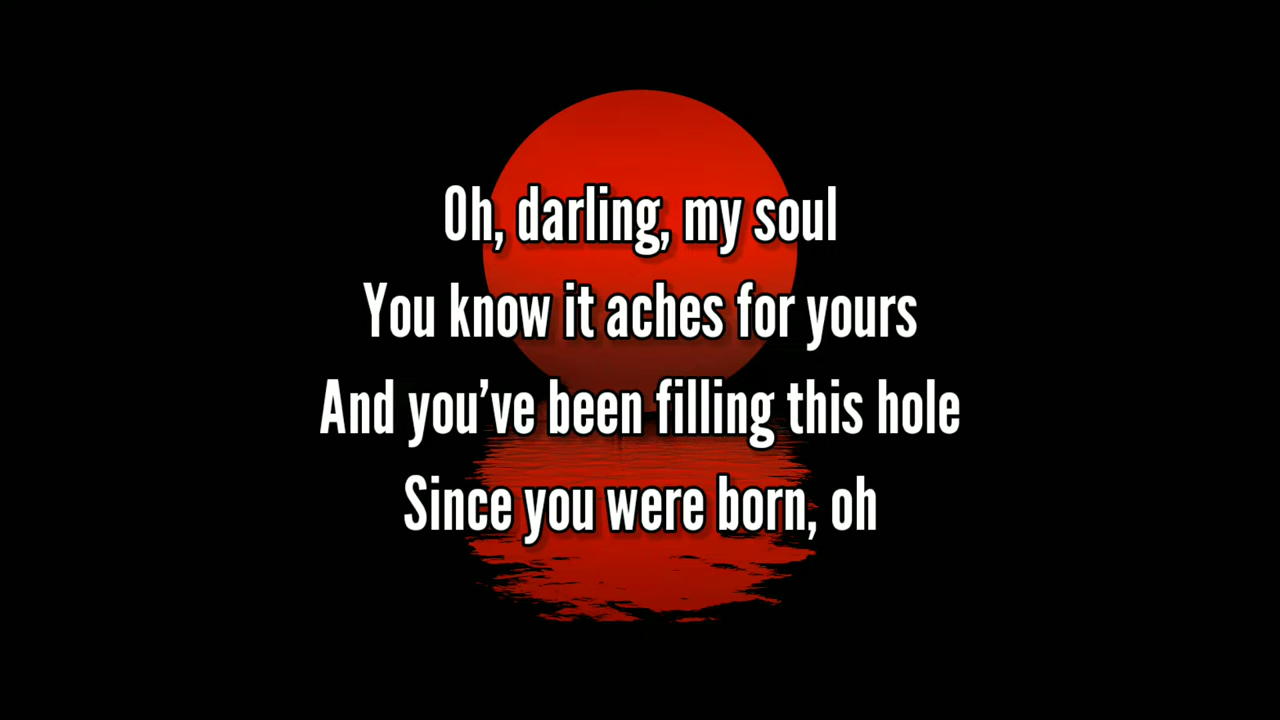 Oh, darling, my soul
You know it aches for yours
And you’ve been filling this hole
Since you were born, oh